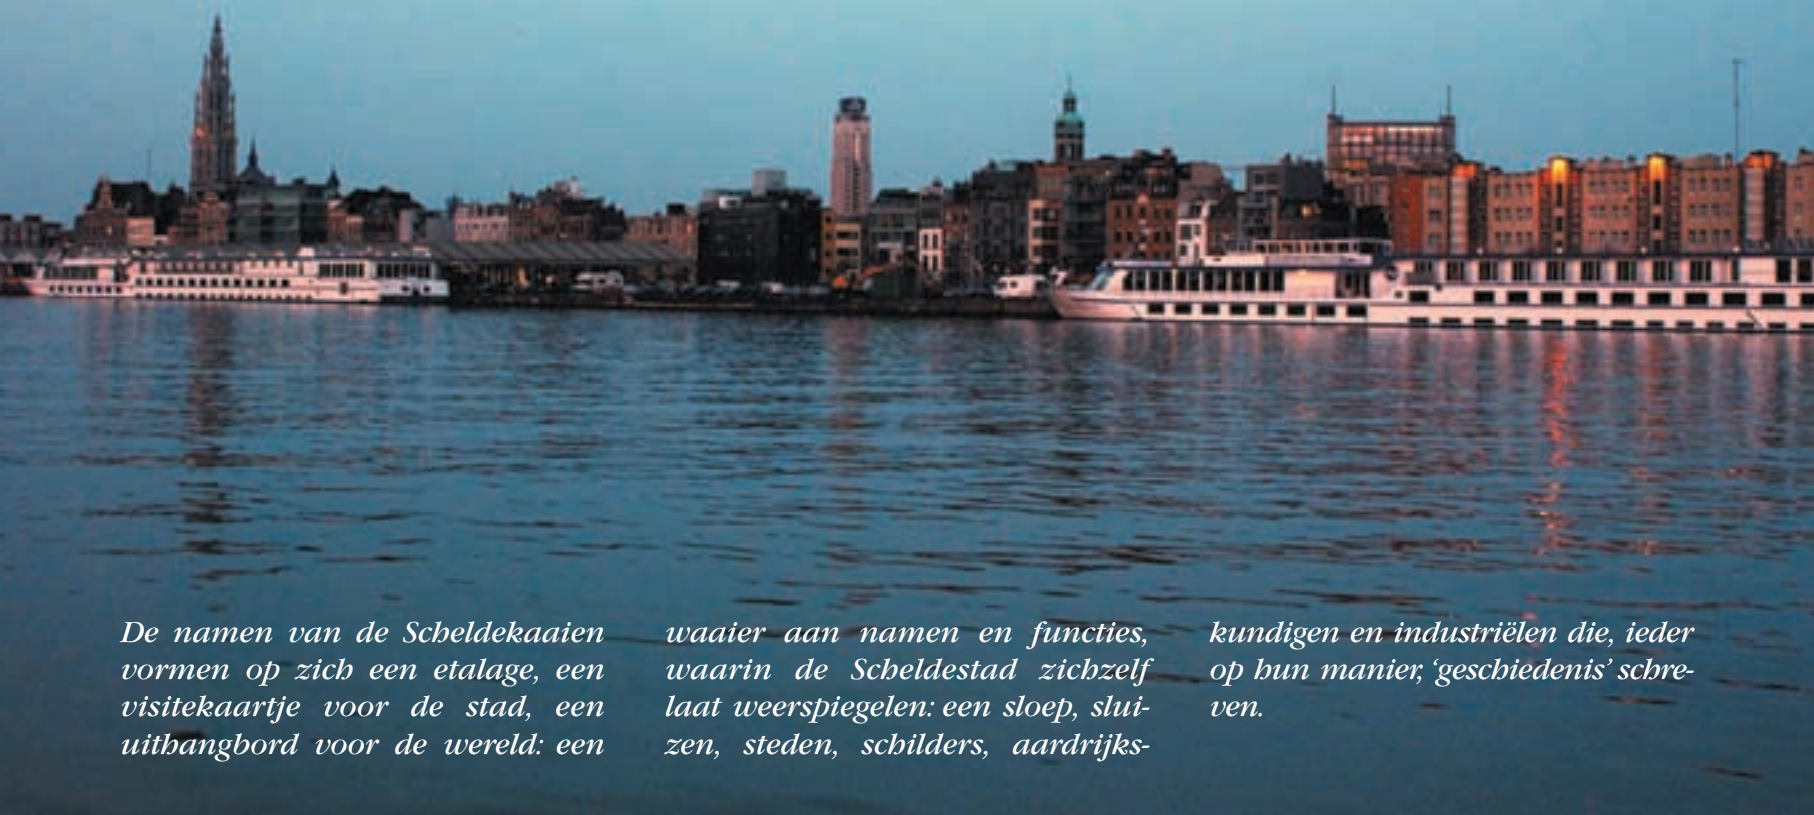 De namen van de Scheldekaaien
vormen op zich een etalage, een
visitekaartje voor de stad, een
uithangbord voor de wereld: een
waaier aan namen en functies,
waarin de Scheldestad zichzelf
laat weerspiegelen: een sloep, slui-
zen, steden, schilders, aardrijks-
kundigen en industriëlen die, ieder
op hun manier, ‘geschiedenis’ schre-
ven.